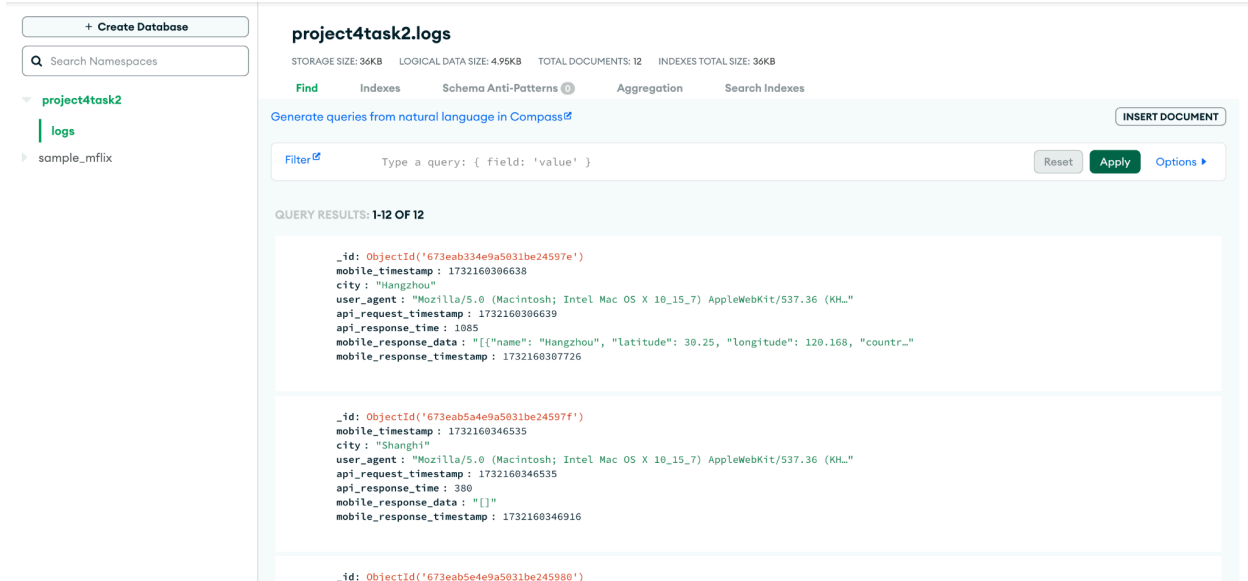 + Create Database
Search Namespaces
project4task2
logs
sample_mflix
project4task2.logs
STORAGE SIZE: 36KB LOGICAL DATA SIZE: 4.95KB TOTAL DOCUMENTS: 12 INDEXES TOTAL SIZE: 36KB
Find Indexes Schema Anti-Patterns 0 Aggregation Search Indexes
Generate queries from natural language in Compass
INSERT DOCUMENT
Filter Type a query: { field: 'value' } Reset Apply Options
QUERY RESULTS: 1-12 OF 12
_id: ObjectId('673eab334e9a5031be24597e')
mobile_timestamp : 1732160306638
city : "Hangzhou"
user_agent : "Mozilla/5.0 (Macintosh; Intel Mac OS X 10_15_7) AppleWebKit/537.36 (KH…"
api_request_timestamp : 1732160306639
api_response_time : 1085
mobile_response_data : "[{"name": "Hangzhou", "latitude": 30.25, "longitude": 120.168, "countr…"
mobile_response_timestamp : 1732160307726
_id: ObjectId('673eab5a4e9a5031be24597f')
mobile_timestamp : 1732160346535
city : "Shanghi"
user_agent : "Mozilla/5.0 (Macintosh; Intel Mac OS X 10_15_7) AppleWebKit/537.36 (KH…"
api_request_timestamp : 1732160346535
api_response_time : 380
mobile_response_data : "[]"
mobile_response_timestamp : 1732160346916
_id: ObjectId('673eab5e4e9a5031be245980')